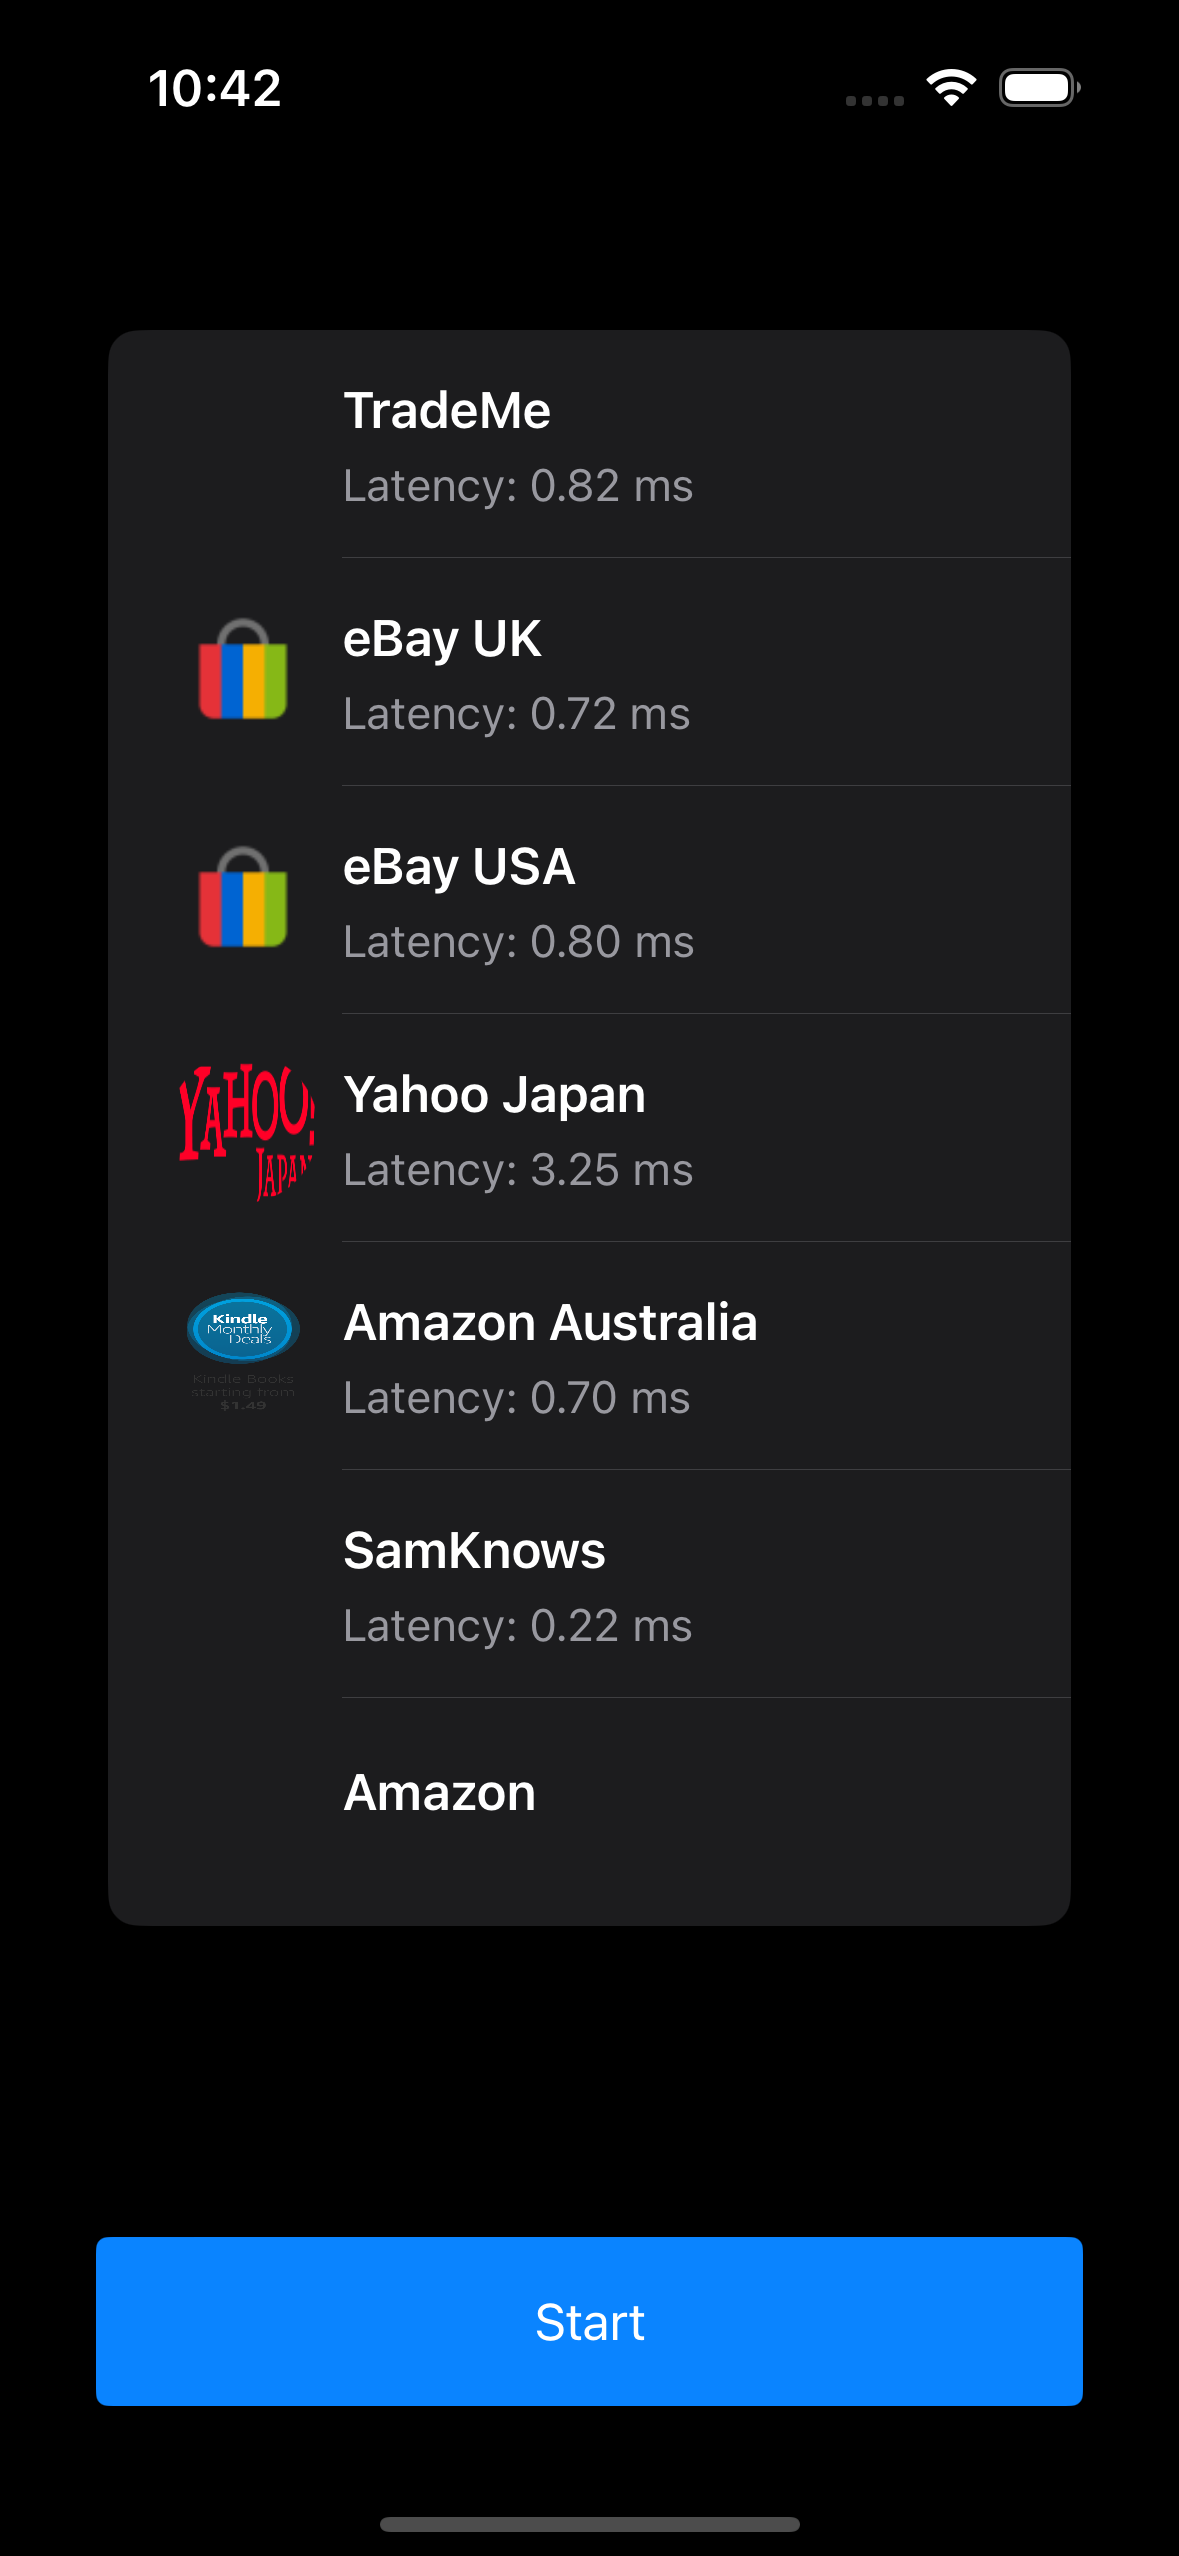 10:42
TradeMe
Latency: 0.82 ms
eBay UK
Latency: 0.72 ms
eBay USA
Latency: 0.80 ms
YAHOO!
JAPAN
Yahoo Japan
Latency: 3.25 ms
Kindle
Monthly
Deals
Kindle Books
starting from
$1.49
Amazon Australia
Latency: 0.70 ms
SamKnows
Latency: 0.22 ms
Amazon
Start